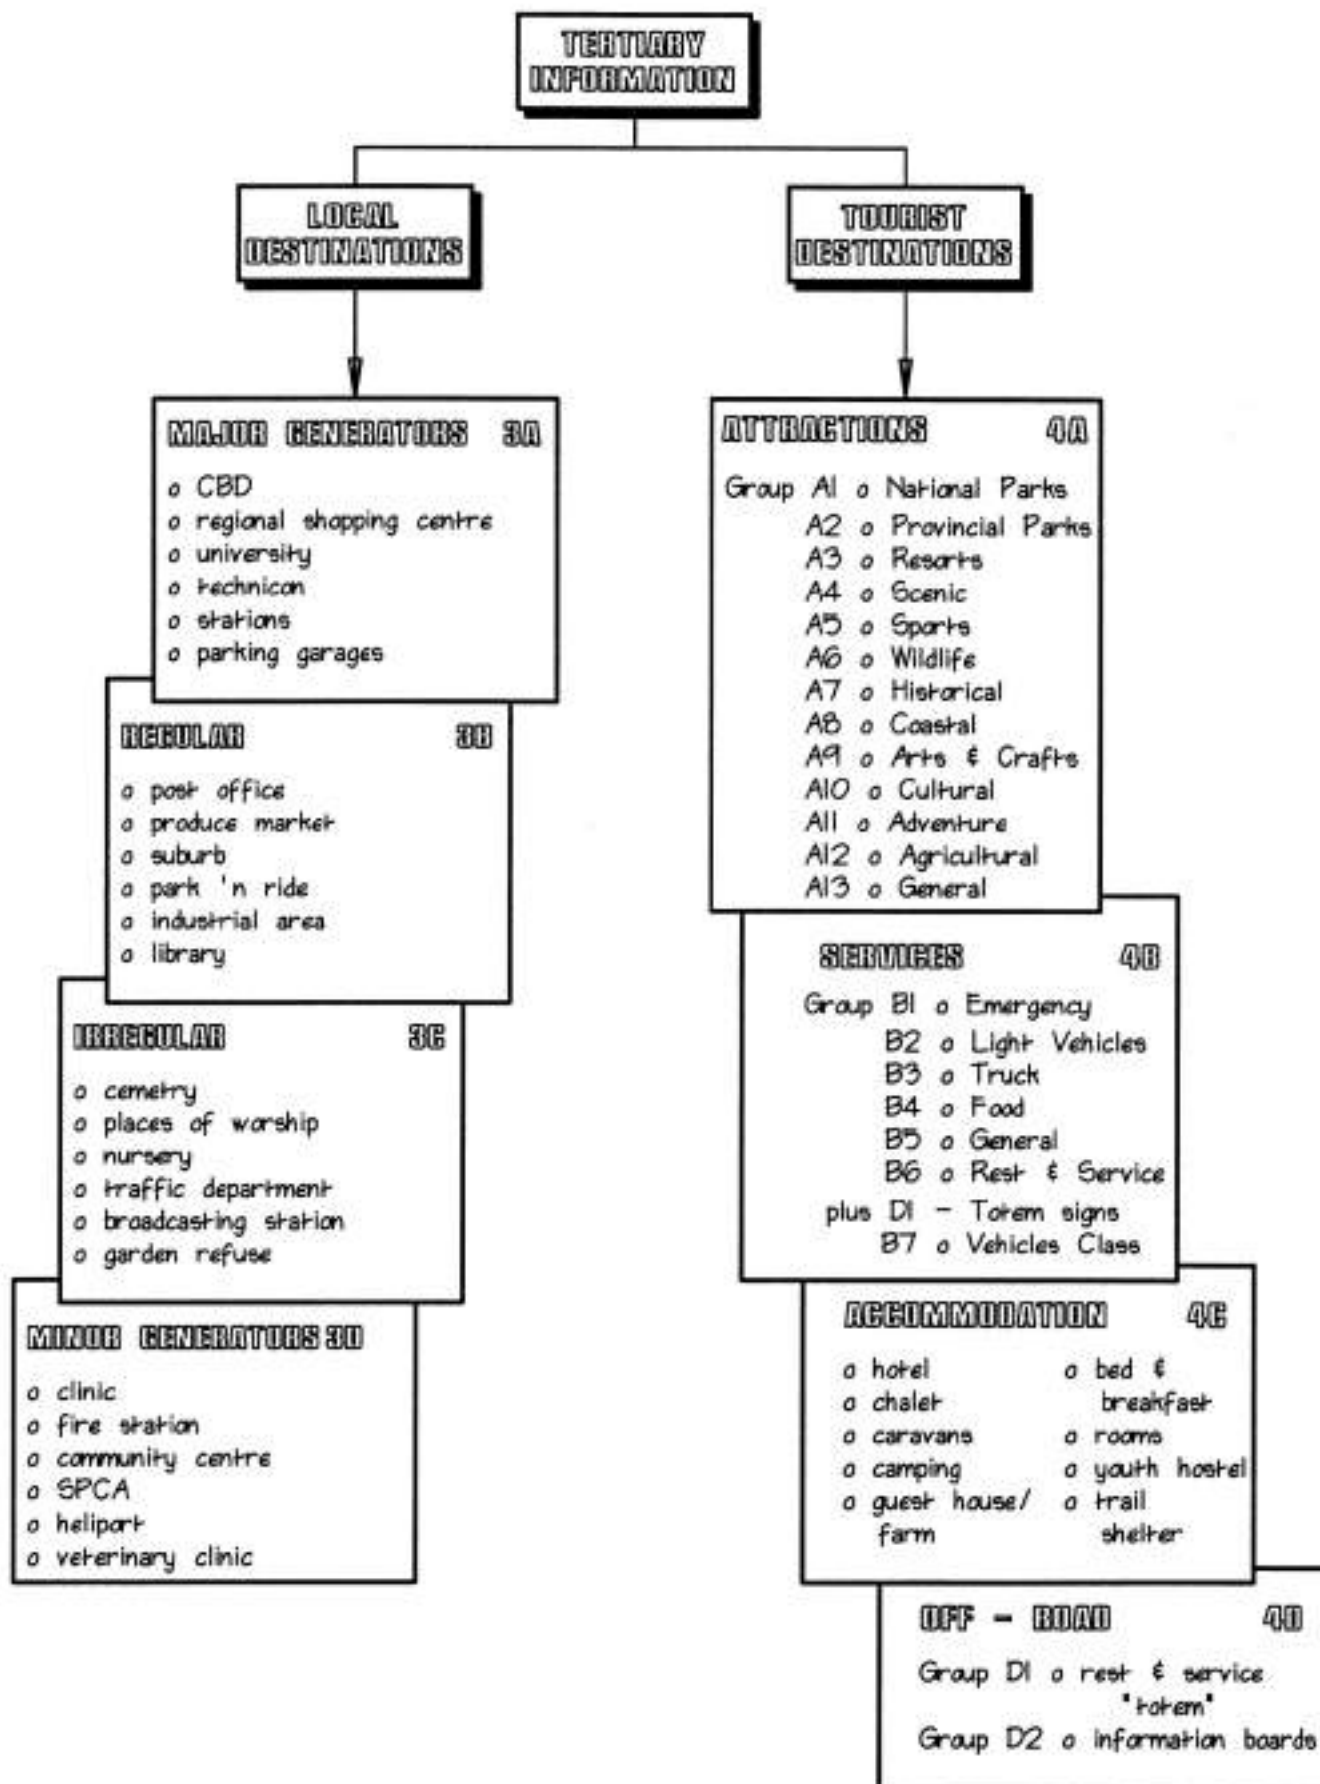 TERTIARY
INFORMATION
LOCAL
DESTINATIONS
TOURIST
DESTINATIONS
MAJOR GENERATORS 3A
o CBD
o regional shopping centre
o university
o technicon
o stations
o parking garages
REGULAR 3B
o post office
o produce market
o suburb
o park 'n ride
o industrial area
o library
IRREGULAR 3C
o cemetry
o places of worship
o nursery
o traffic department
o broadcasting station
o garden refuse
MINOR GENERATORS 3D
o clinic
o fire station
o community centre
o SPCA
o heliport
o veterinary clinic
ATTRACTIONS 4A
Group A1 o National Parks
A2 o Provincial Parks
A3 o Resorts
A4 o Scenic
A5 o Sports
A6 o Wildlife
A7 o Historical
A8 o Coastal
A9 o Arts & Crafts
A10 o Cultural
A11 o Adventure
A12 o Agricultural
A13 o General
SERVICES 4B
Group B1 o Emergency
B2 o Light Vehicles
B3 o Truck
B4 o Food
B5 o General
B6 o Rest & Service
plus D1 - Totem signs
B7 o Vehicles Class
ACCOMMODATION 4C
o hotel
o chalet
o caravans
o camping
o guest house/
farm
o bed &
breakfast
o rooms
o youth hostel
o trail
shelter
OFF - ROAD 4D
Group D1 o rest & service
"totem"
Group D2 o information boards